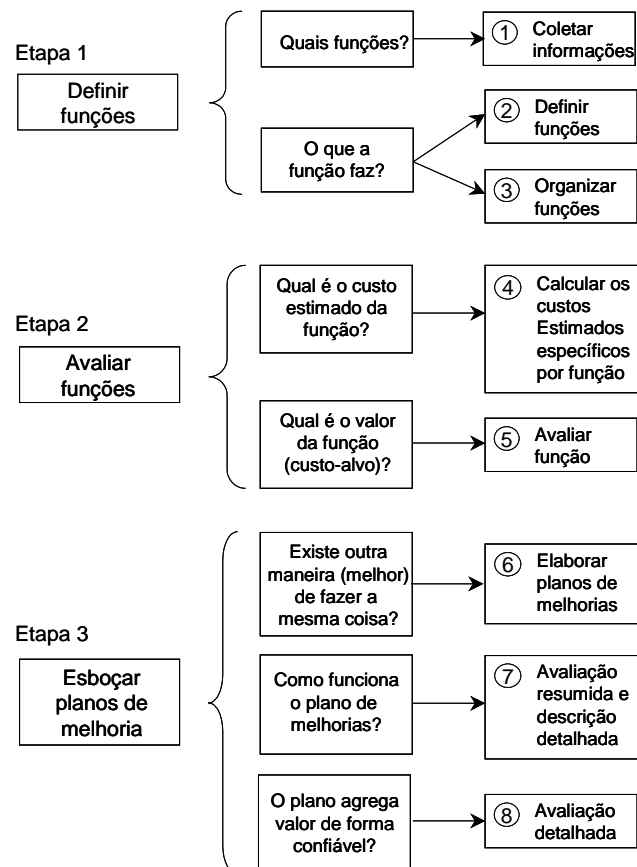 Etapa 1
Definir
funções
Quais funções?
① Coletar
informações
O que a
função faz?
② Definir
funções
③ Organizar
funções
Etapa 2
Avaliar
funções
Qual é o custo
estimado da
função?
④ Calcular os
custos
Estimados
específicos
por função
Qual é o valor
da função
(custo-alvo)?
⑤ Avaliar
função
Etapa 3
Esboçar
planos de
melhoria
Existe outra
maneira (melhor)
de fazer a
mesma coisa?
⑥ Elaborar
planos de
melhorias
Como funciona
o plano de
melhorias?
⑦ Avaliação
resumida e
descrição
detalhada
O plano agrega
valor de forma
confiável?
⑧ Avaliação
detalhada